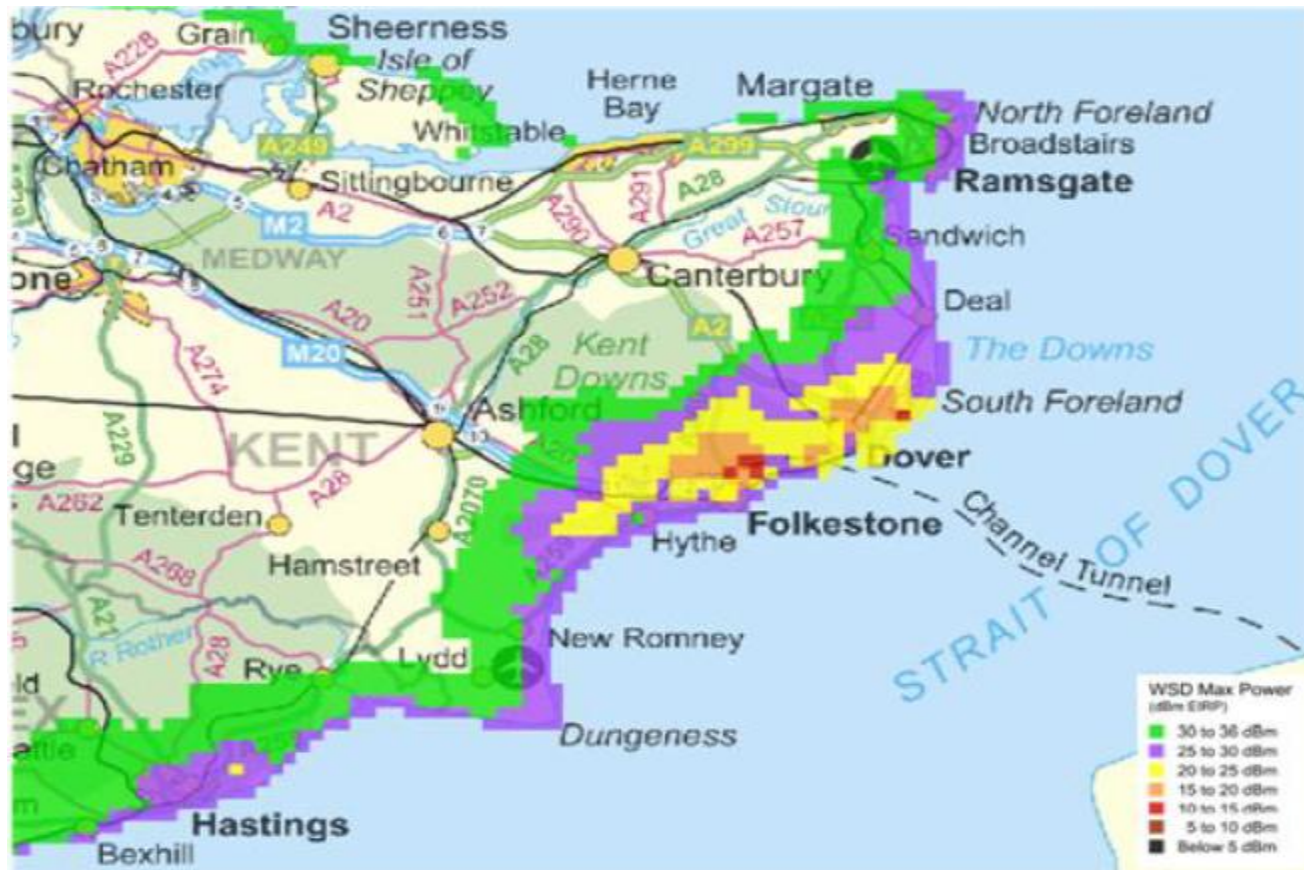 bury
Grain
Sheerness
Isle of
Sheppey
A228
Rochester
Herne
Bay
Margate
North Foreland
Whitstable
Broadstairs
A249
A299
Chatham
Sittingbourne
A28
Ramsgate
A2
A291
Stour
M2
A290
Great
A257
Sandwich
MEDWAY
one
Canterbury
A251
A252
Deal
A20
A2
M20
Kent
Downs
The Downs
A28
A274
Ashford
South Foreland
KENT
A229
A20
ge
Dover
A28
A262
A2070
Tenterden
Folkestone
Channel Tunnel
Hythe
Hamstreet
STRAIT OF DOVER
A268
A21
New Romney
R Rother
A28
Rye
Lydd
eld
Dungeness
attle
Hastings
Bexhill
WSD Max Power
(dBm EIRP)
30 to 36 dBm
25 to 30 dBm
20 to 25 dBm
15 to 20 dBm
10 to 15 dBm
5 to 10 dBm
Below 5 dBm